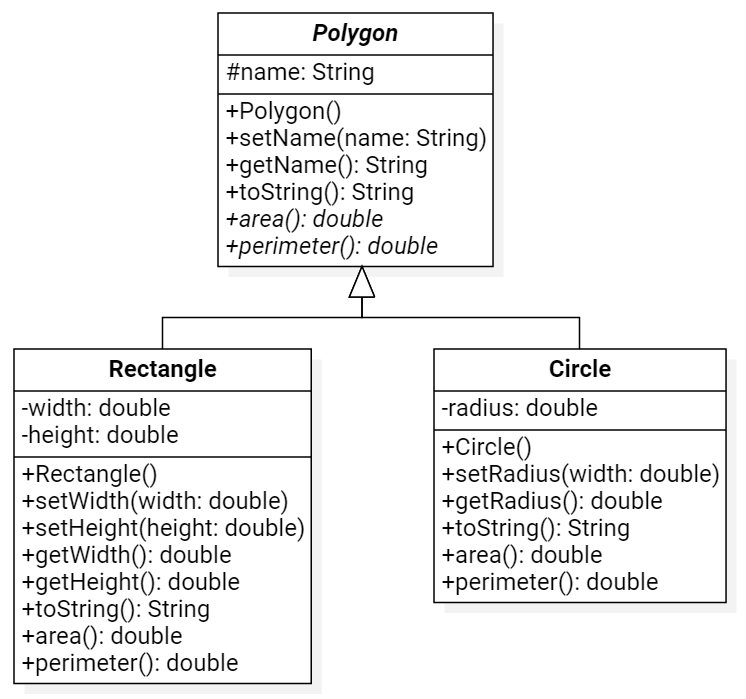 Polygon
#name: String
+Polygon()
+setName(name: String)
+getName(): String
+toString(): String
+area(): double
+perimeter(): double
Rectangle
-width: double
-height: double
+Rectangle()
+setWidth(width: double)
+setHeight(height: double)
+getWidth(): double
+getHeight(): double
+toString(): String
+area(): double
+perimeter(): double
Circle
-radius: double
+Circle()
+setRadius(width: double)
+getRadius(): double
+toString(): String
+area(): double
+perimeter(): double